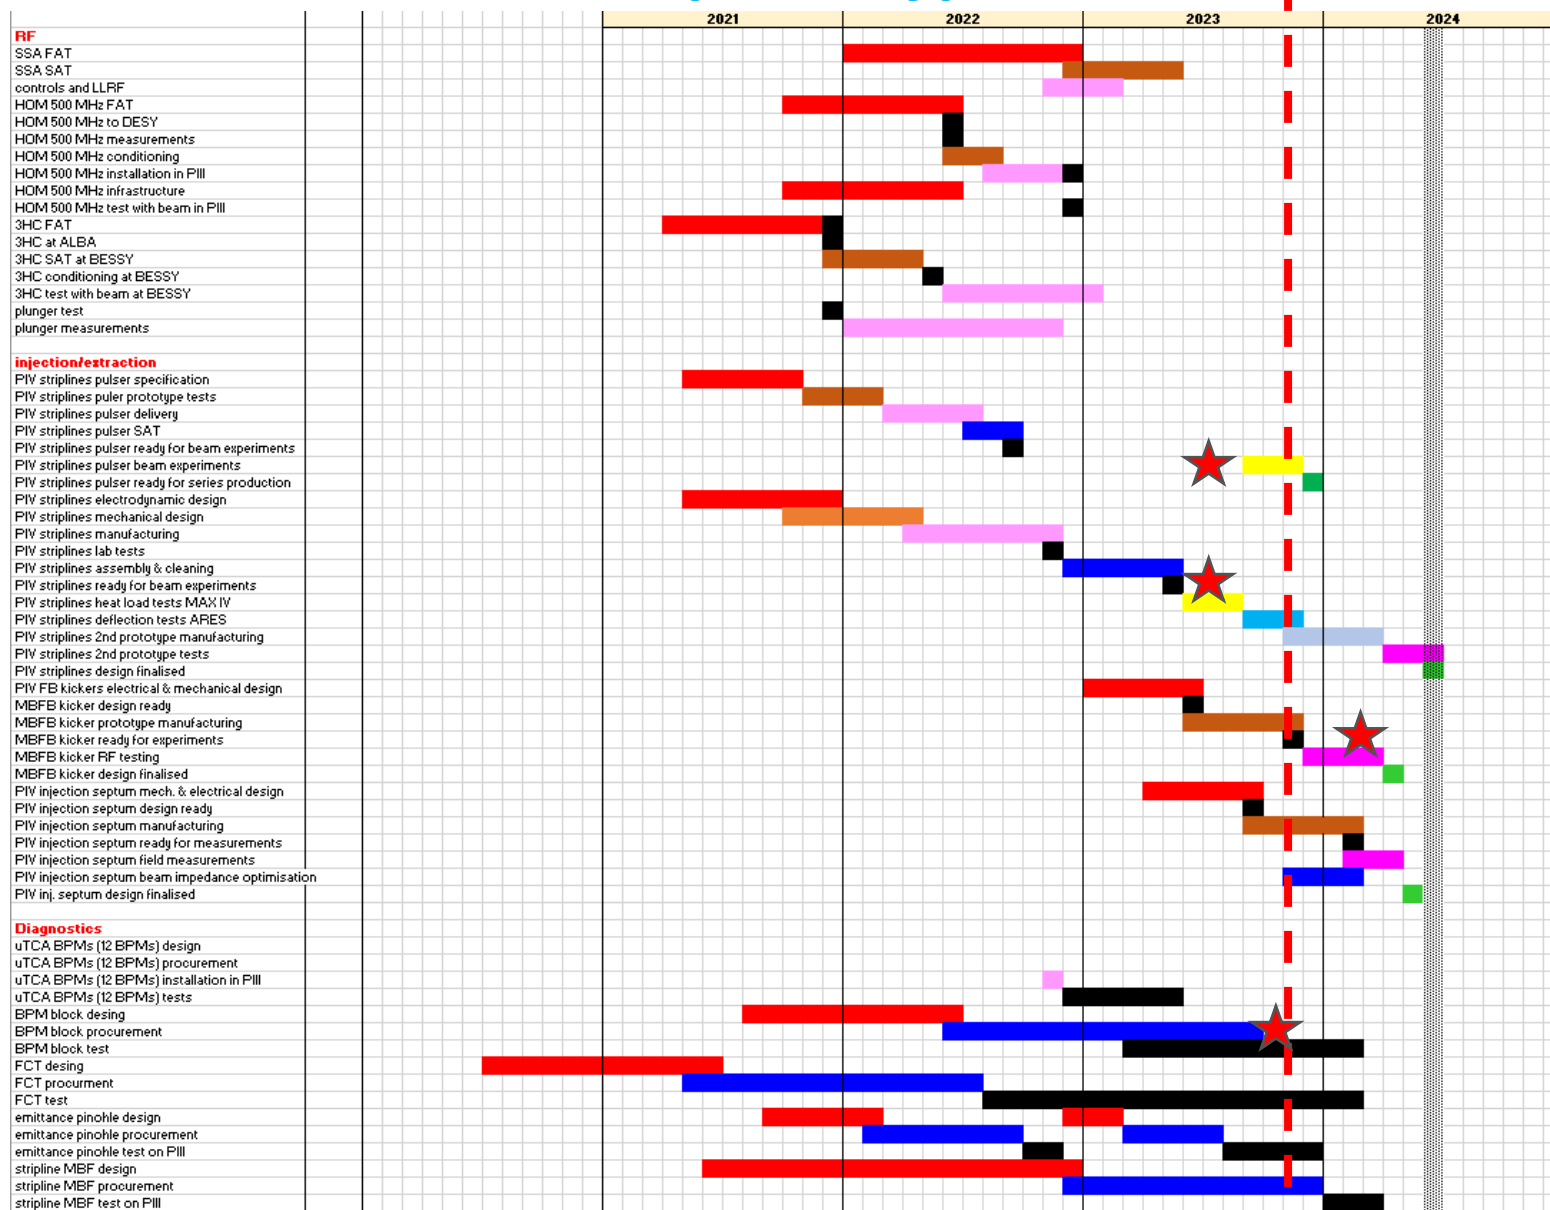 2021 2022 2023 2024
RF
SSA FAT
SSA SAT
controls and LLRF
HOM 500 MHz FAT
HOM 500 MHz to DESY
HOM 500 MHz measurements
HOM 500 MHz conditioning
HOM 500 MHz installation in PIII
HOM 500 MHz infrastructure
HOM 500 MHz test with beam in PIII
3HC FAT
3HC at ALBA
3HC SAT at BESSY
3HC conditioning at BESSY
3HC test with beam at BESSY
plunger test
plunger measurements
injection/extraction
PIV striplines pulser specification
PIV striplines puler prototype tests
PIV striplines pulser delivery
PIV striplines pulser SAT
PIV striplines pulser ready for beam experiments
PIV striplines pulser beam experiments
PIV striplines pulser ready for series production
PIV striplines electrodynamic design
PIV striplines mechanical design
PIV striplines manufacturing
PIV striplines lab tests
PIV striplines assembly & cleaning
PIV striplines ready for beam experiments
PIV striplines heat load tests MAX IV
PIV striplines deflection tests ARES
PIV striplines 2nd prototype manufacturing
PIV striplines 2nd prototype tests
PIV striplines design finalised
PIV FB kickers electrical & mechanical design
MBFB kicker design ready
MBFB kicker prototype manufacturing
MBFB kicker ready for experiments
MBFB kicker RF testing
MBFB kicker design finalised
PIV injection septum mech. & electrical design
PIV injection septum design ready
PIV injection septum manufacturing
PIV injection septum ready for measurements
PIV injection septum field measurements
PIV injection septum beam impedance optimisation
PIV inj. septum design finalised
Diagnostics
uTCA BPMs (12 BPMs) design
uTCA BPMs (12 BPMs) procurement
uTCA BPMs (12 BPMs) installation in PIII
uTCA BPMs (12 BPMs) tests
BPM block desing
BPM block procurement
BPM block test
FCT desing
FCT procurment
FCT test
emittance pinohle design
emittance pinohle procurement
emittance pinohle test on PIII
stripline MBF design
stripline MBF procurement
stripline MBF test on PIII